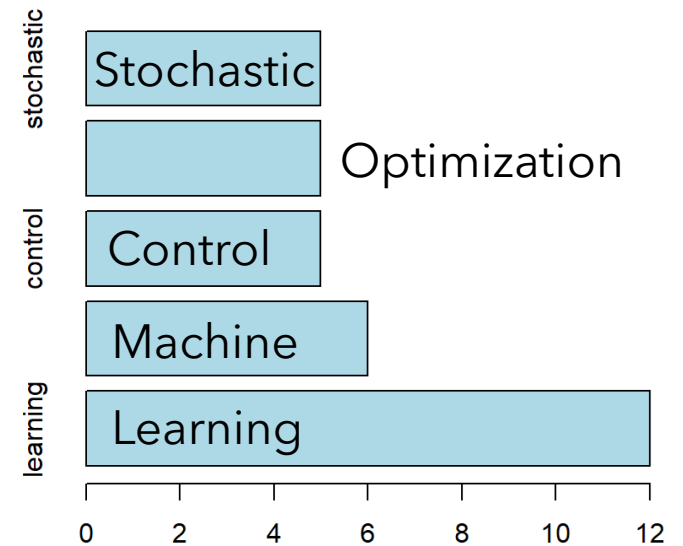 stochastic
Stochastic
Optimization
control
Control
Machine
learning
Learning
0 2 4 6 8 10 12